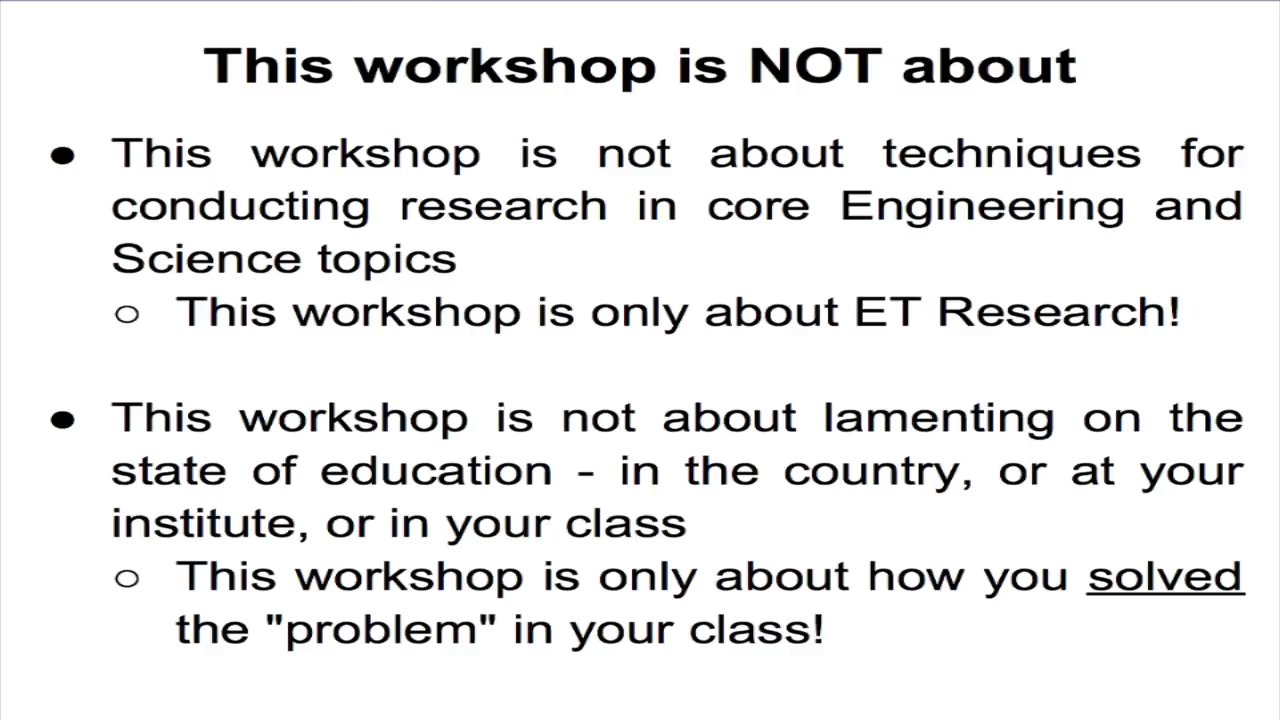 This workshop is NOT about
● This workshop is not about techniques for
conducting research in core Engineering and
Science topics
○ This workshop is only about ET Research!
● This workshop is not about lamenting on the
state of education - in the country, or at your
institute, or in your class
○ This workshop is only about how you solved
the "problem" in your class!